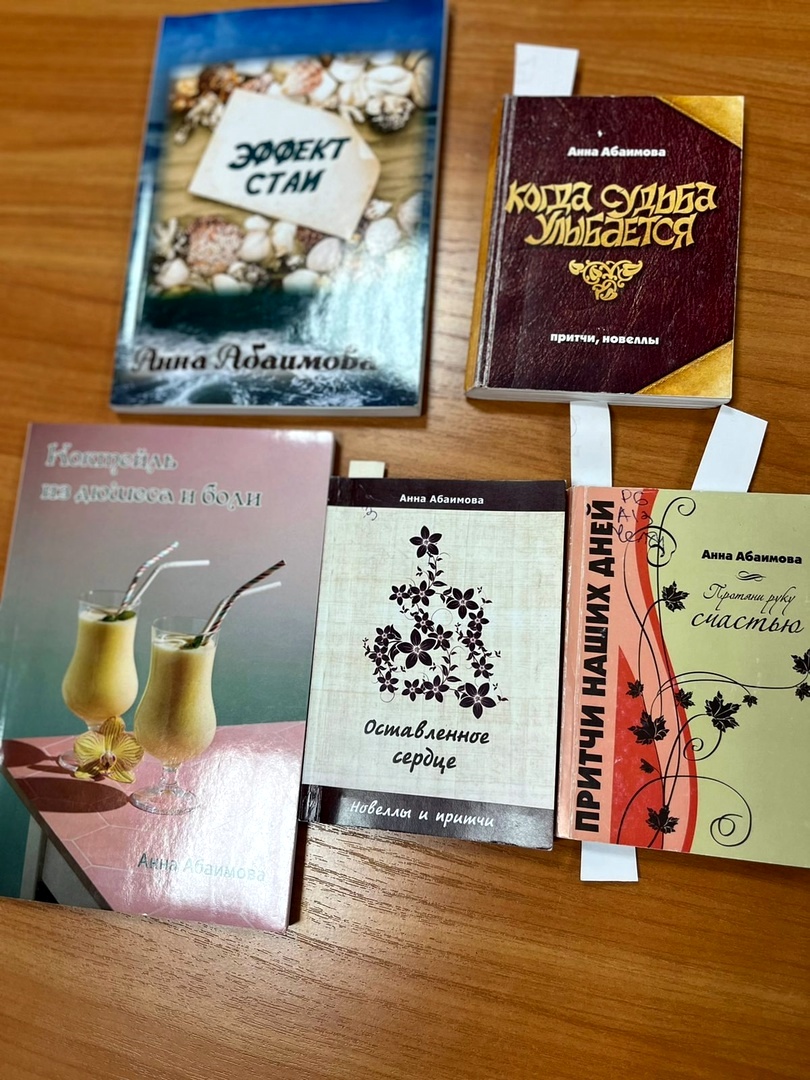 ЭФФЕКТ
СТАИ
Анна Абаимова
Анна Абаимова
КОГДА СУДЬБА
УЛЫБАЕТСЯ
притчи, новеллы
Коктейль
из дюшеса и боли
Анна Абаимова
Анна Абаимова
Оставленное
сердце
Новеллы и притчи
ПРИТЧИ НАШИХ ДНЕЙ
Анна Абаимова
Протяни руку
счастью